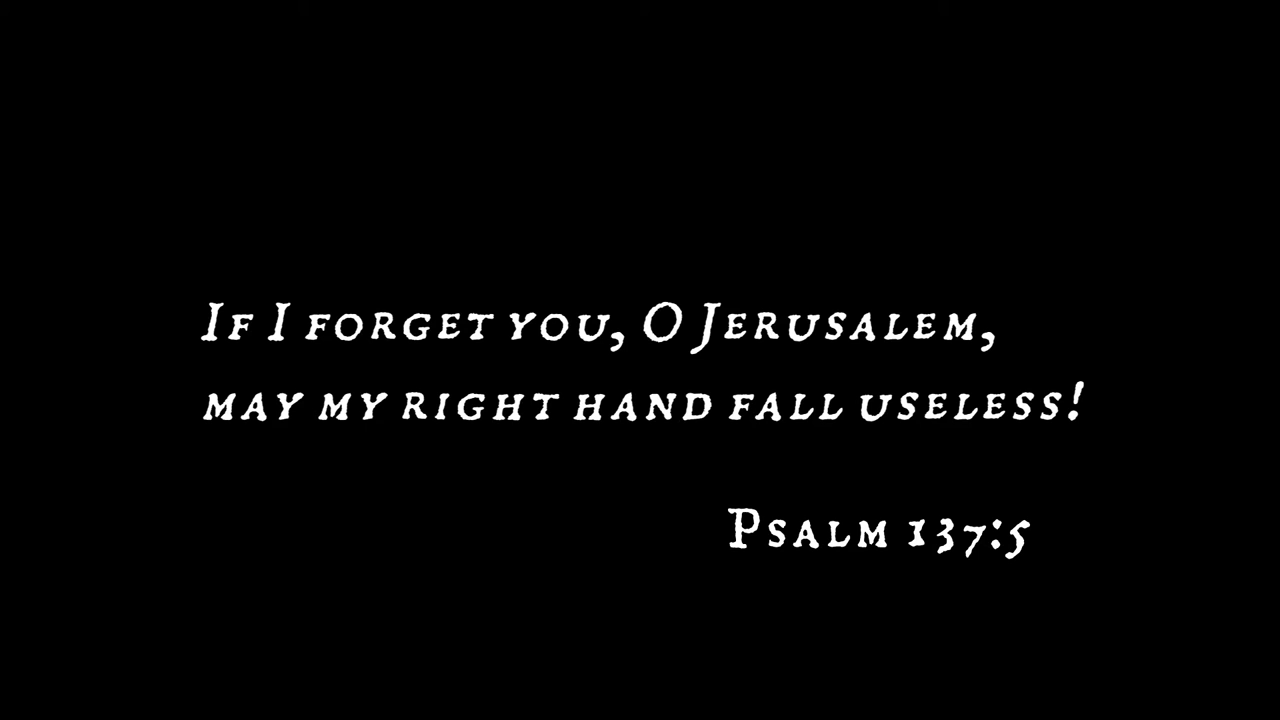 If I forget you, O Jerusalem,
may my right hand fall useless!
Psalm 137:5